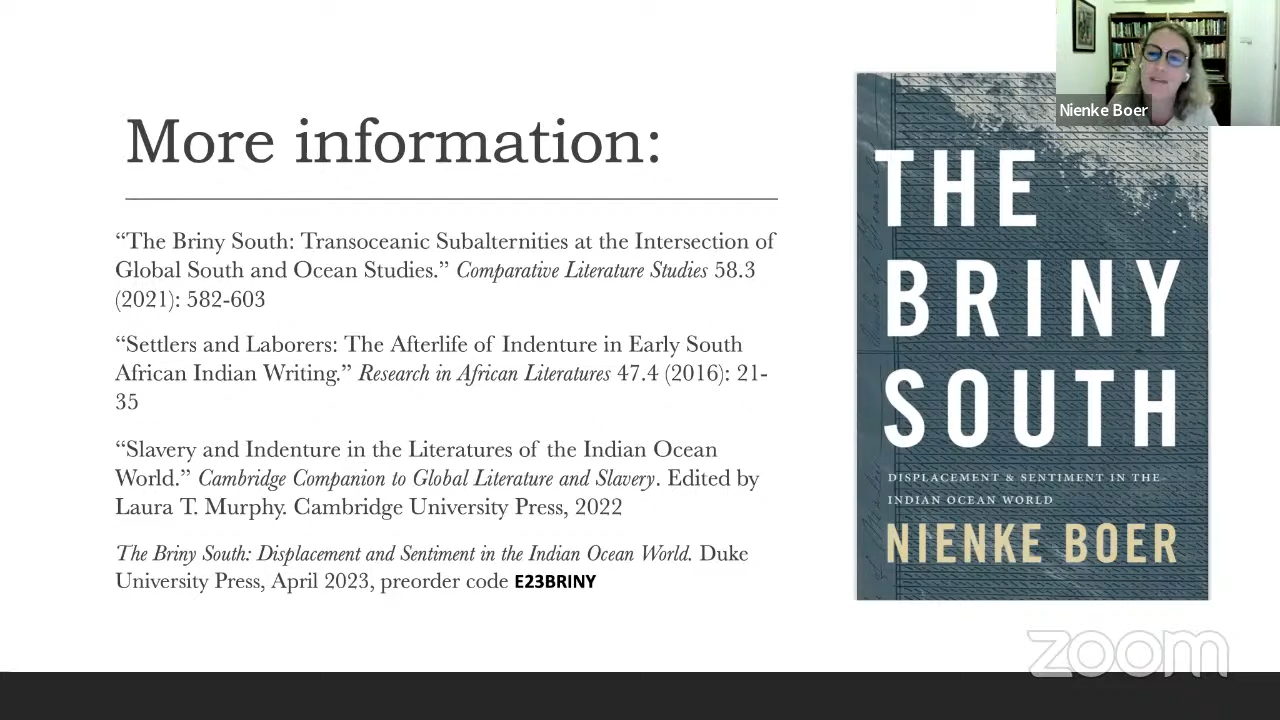 More information:
“The Briny South: Transoceanic Subalternities at the Intersection of
Global South and Ocean Studies.” Comparative Literature Studies 58.3
(2021): 582-603
“Settlers and Laborers: The Afterlife of Indenture in Early South
African Indian Writing.” Research in African Literatures 47.4 (2016): 21-
35
“Slavery and Indenture in the Literatures of the Indian Ocean
World.” Cambridge Companion to Global Literature and Slavery. Edited by
Laura T. Murphy. Cambridge University Press, 2022
The Briny South: Displacement and Sentiment in the Indian Ocean World. Duke
University Press, April 2023, preorder code E23BRINY
Nienke Boer
THE
BRINY
SOUTH
DISPLACEMENT & SENTIMENT IN THE
INDIAN OCEAN WORLD
NIENKE BOER
zoom